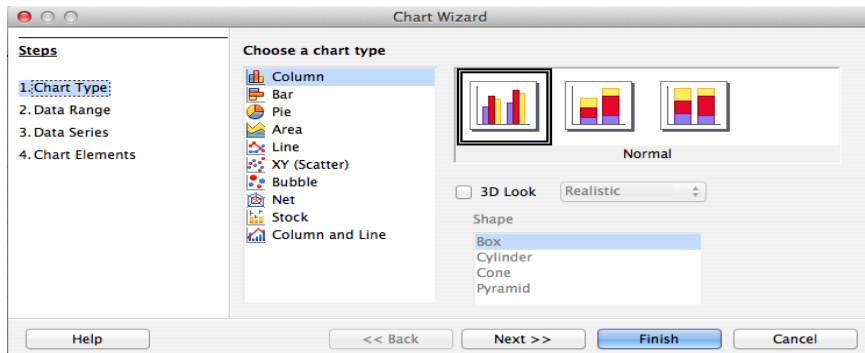 Chart Wizard
Steps
1. Chart Type
2. Data Range
3. Data Series
4. Chart Elements
Choose a chart type
Column
Bar
Pie
Area
Line
XY (Scatter)
Bubble
Net
Stock
Column and Line
Normal
3D Look
Realistic
Shape
Box
Cylinder
Cone
Pyramid
Help
<< Back
Next >>
Finish
Cancel